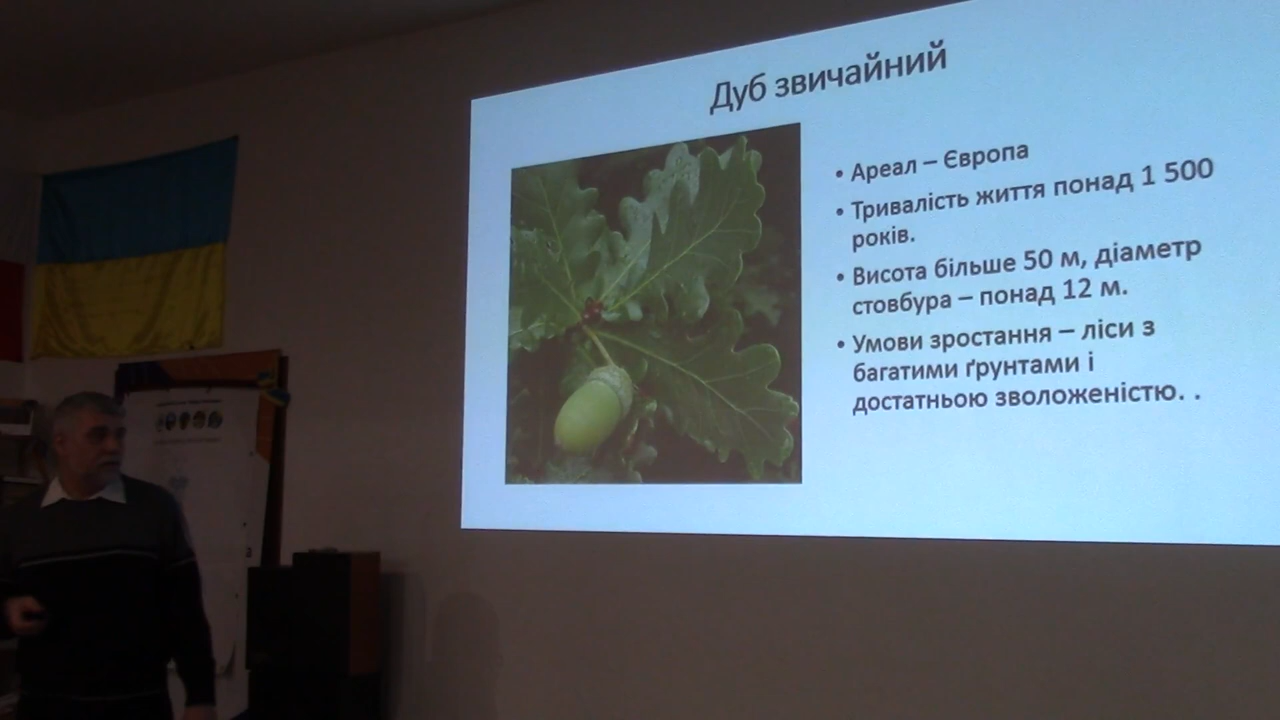 Дуб звичайний
• Ареал – Європа
• Тривалість життя понад 1 500
років.
• Висота більше 50 м, діаметр
стовбура – понад 12 м.
• Умови зростання – ліси з
багатими ґрунтами і
достатньою зволоженістю. .